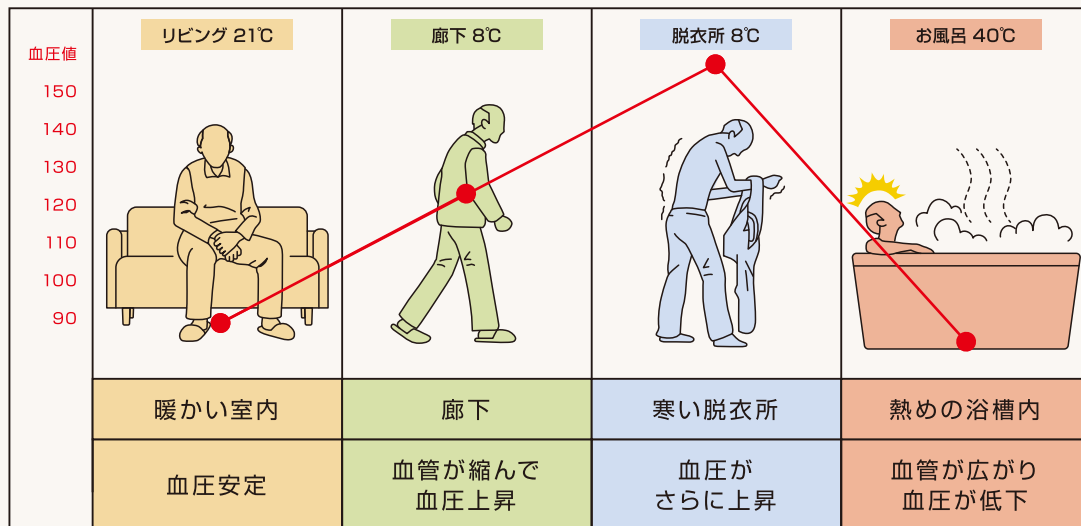 リビング 21℃
廊下 8℃
脱衣所 8℃
お風呂 40℃
血圧値
150
140
130
120
110
100
90
暖かい室内
廊下
寒い脱衣所
熱めの浴槽内
血圧安定
血管が縮んで
血圧上昇
血圧が
さらに上昇
血管が広がり
血圧が低下